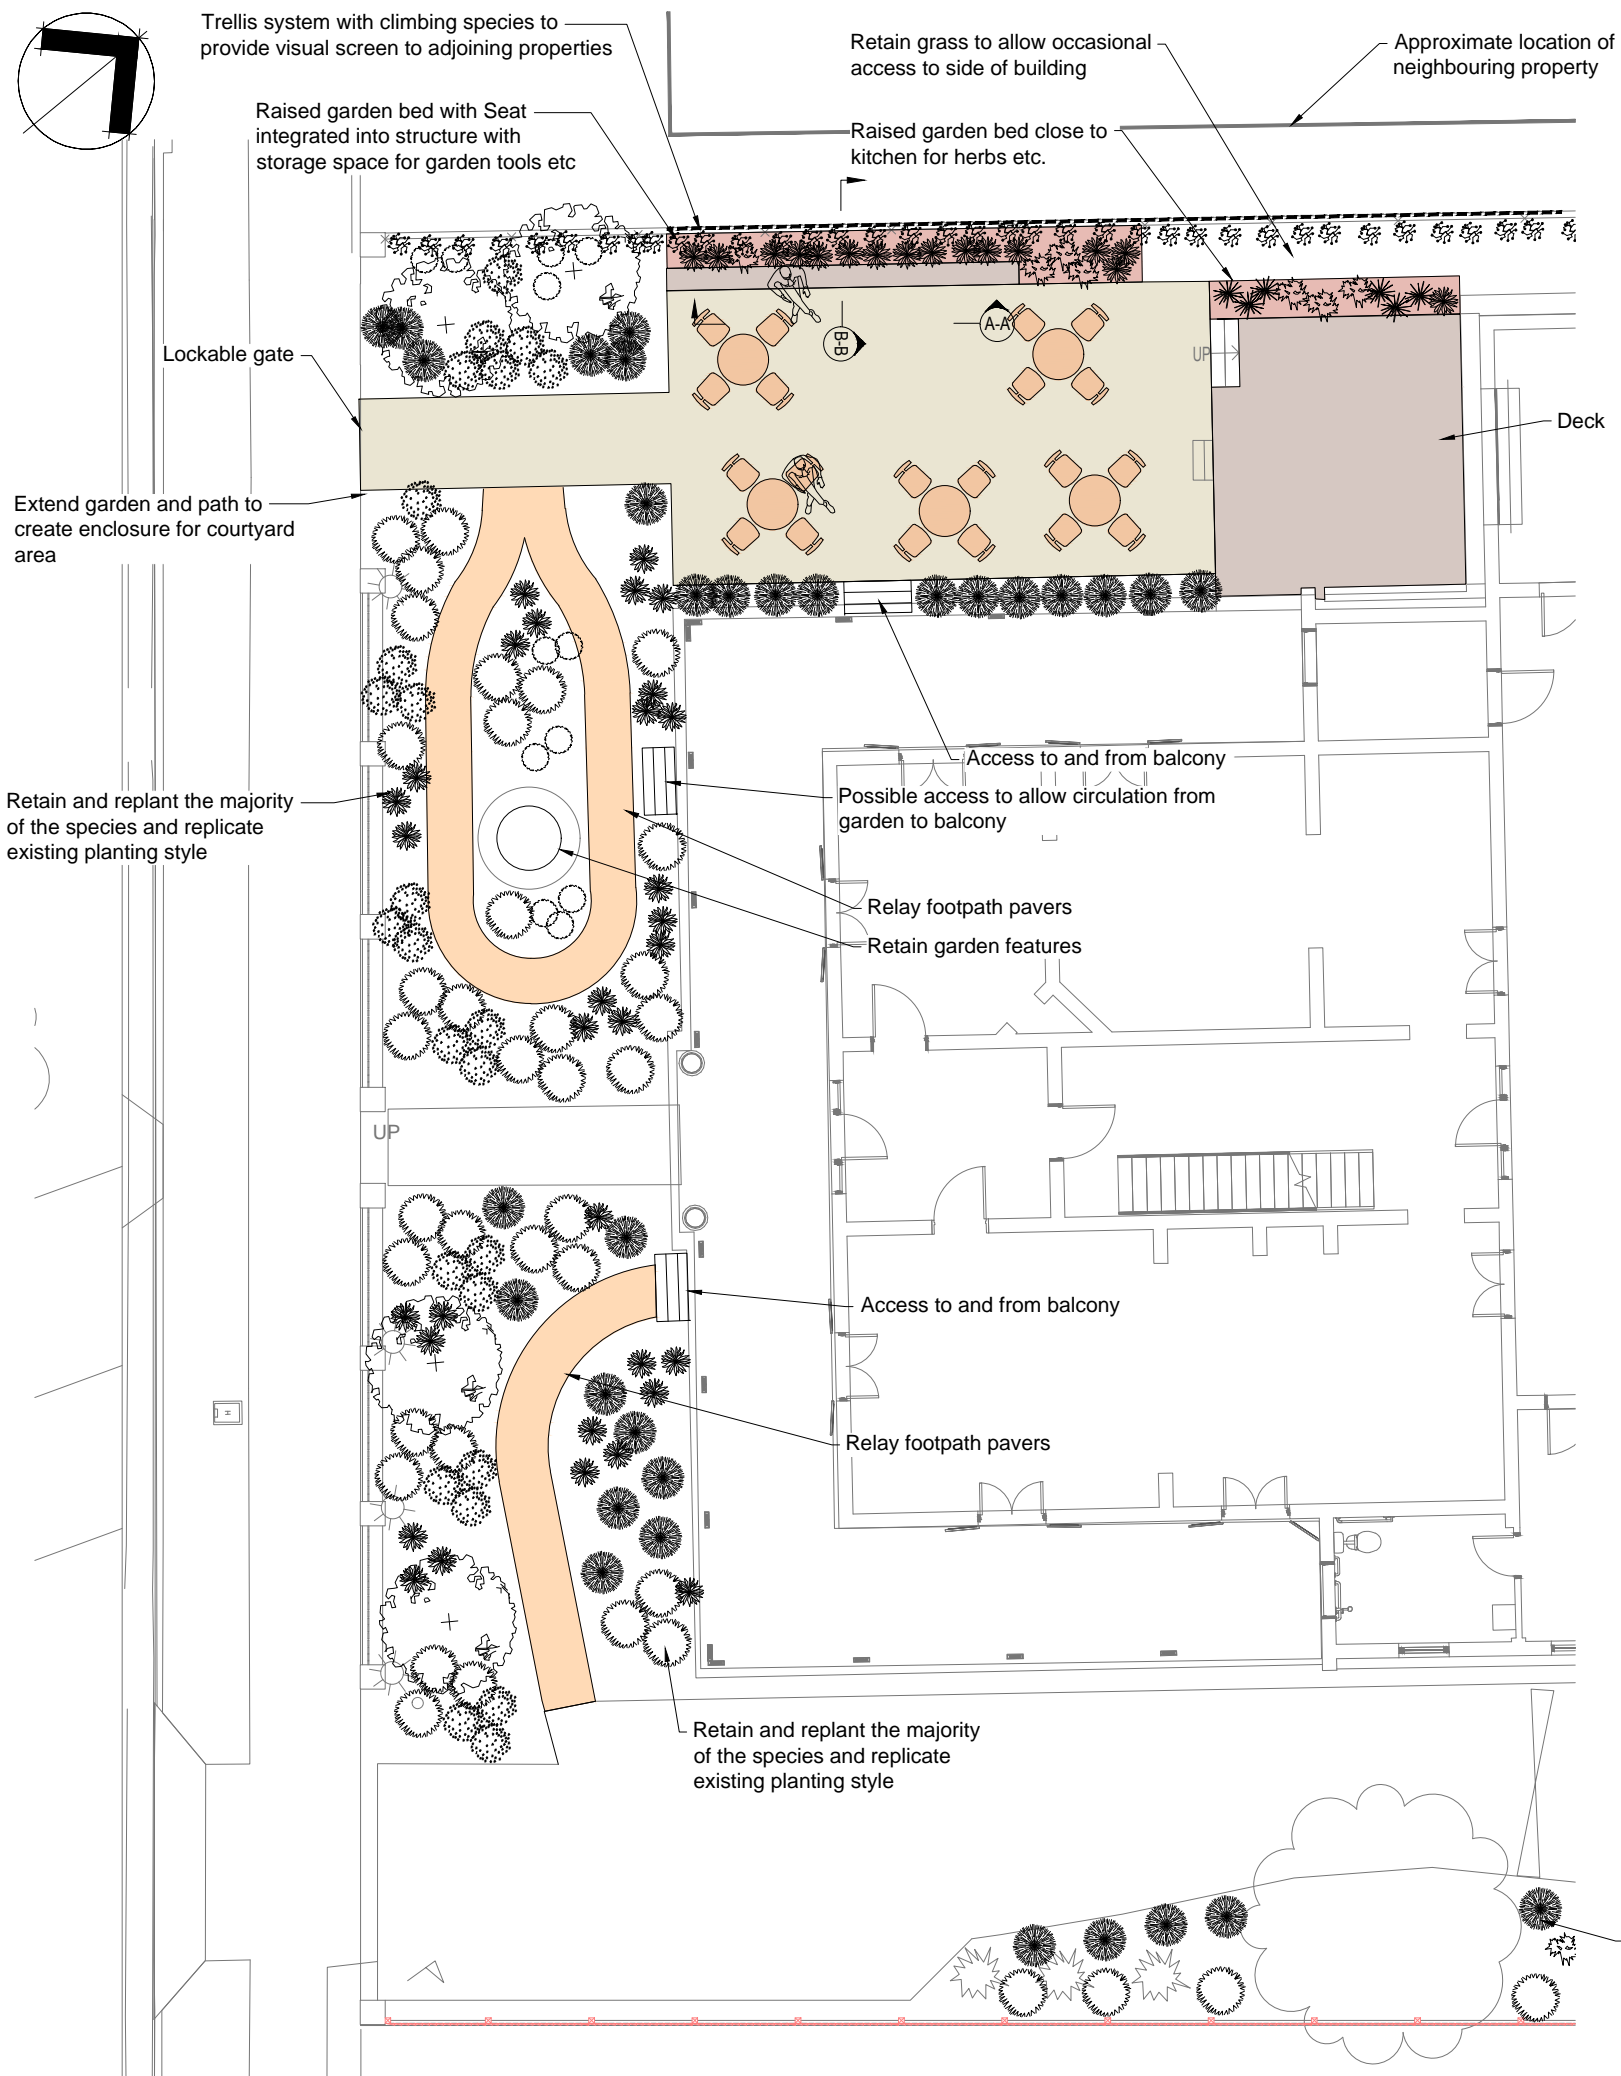 Trellis system with climbing species to
provide visual screen to adjoining properties
Retain grass to allow occasional
access to side of building
Approximate location of
neighbouring property
Raised garden bed with Seat
integrated into structure with
storage space for garden tools etc
Raised garden bed close to
kitchen for herbs etc.
Lockable gate
B-B
A-A
UP
Deck
Extend garden and path to
create enclosure for courtyard
area
Access to and from balcony
Possible access to allow circulation from
garden to balcony
Retain and replant the majority
of the species and replicate
existing planting style
Relay footpath pavers
Retain garden features
UP
Access to and from balcony
H
Relay footpath pavers
Retain and replant the majority
of the species and replicate
existing planting style